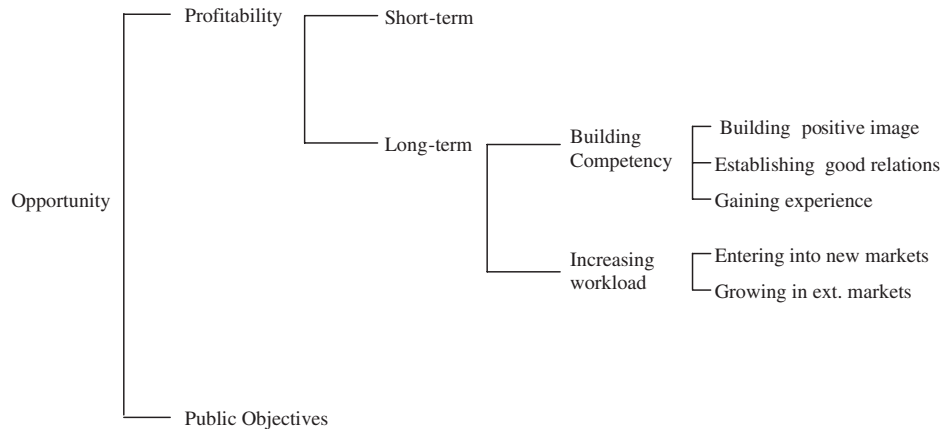 Profitability
Short-term
Long-term
Building
Competency
Building positive image
Establishing good relations
Gaining experience
Opportunity
Increasing
workload
Entering into new markets
Growing in ext. markets
Public Objectives